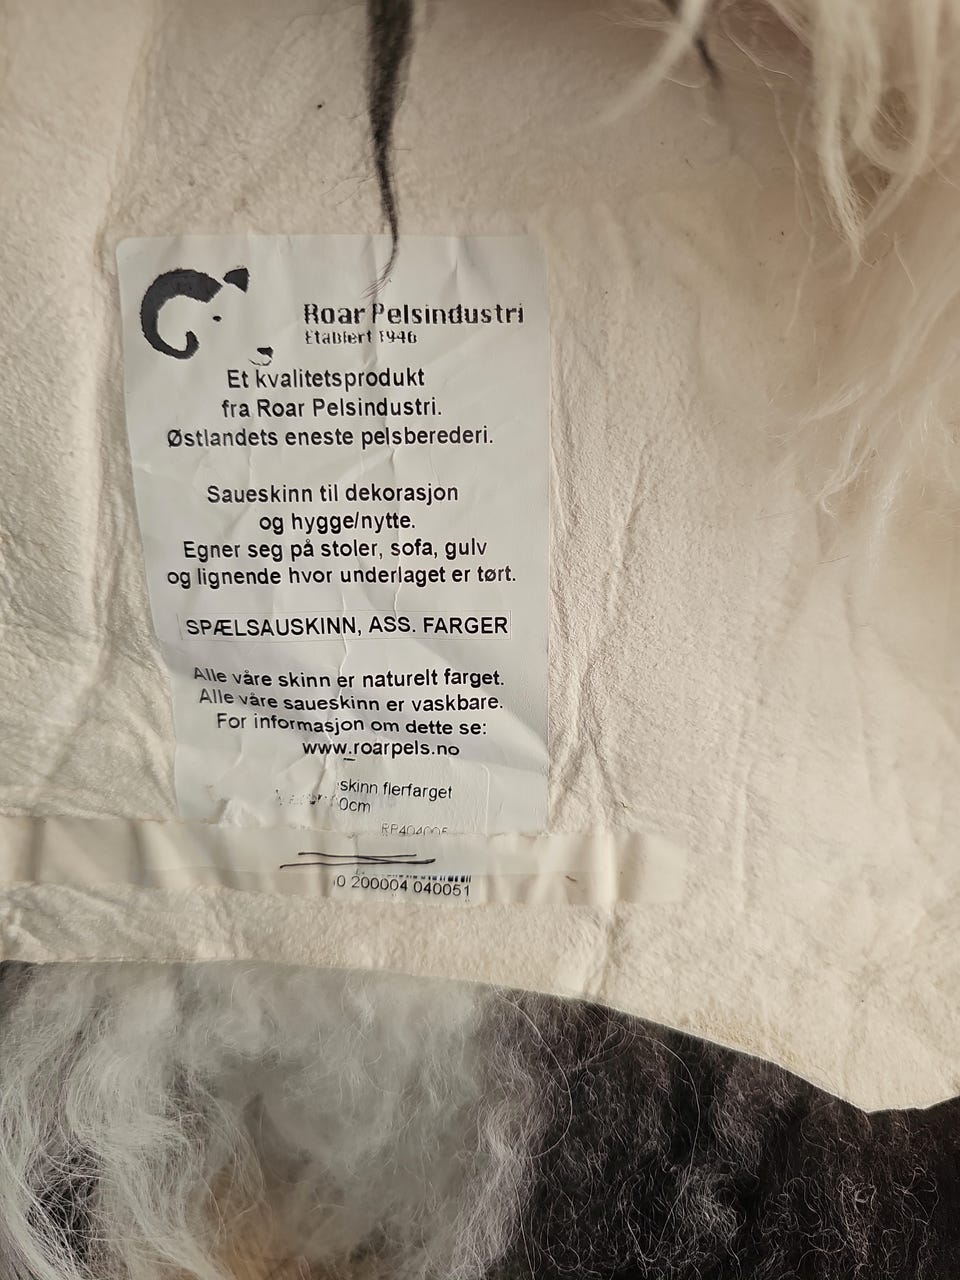 Roar Pelsindustri
Etablert 1946
Et kvalitetsprodukt
fra Roar Pelsindustri.
Østlandets eneste pelsberederi.
Saueskinn til dekorasjon
og hygge/nytte.
Egner seg på stoler, sofa, gulv
og lignende hvor underlaget er tørt.
SPÆLSAUSKINN, ASS. FARGER
Alle våre skinn er naturelt farget.
Alle våre saueskinn er vaskbare.
For informasjon om dette se:
www.roarpels.no
skinn flerfarget
0cm
0 200004 040051